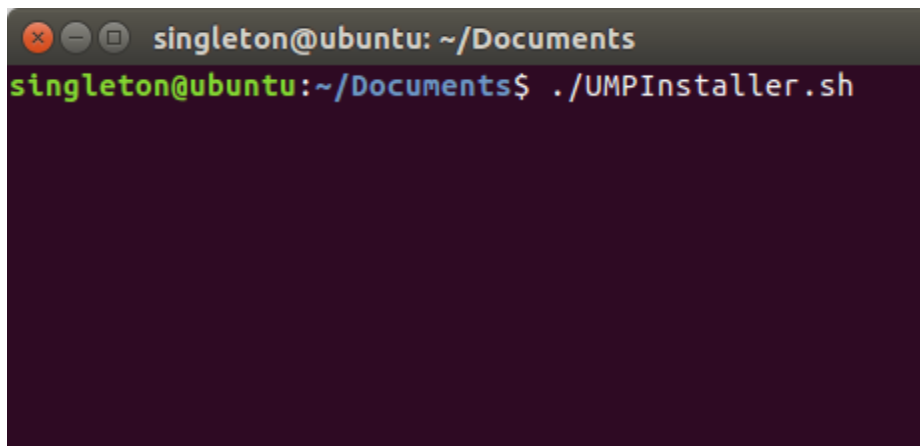 singleton@ubuntu: ~/Documents
singleton@ubuntu:~/Documents$ ./UMPInstaller.sh